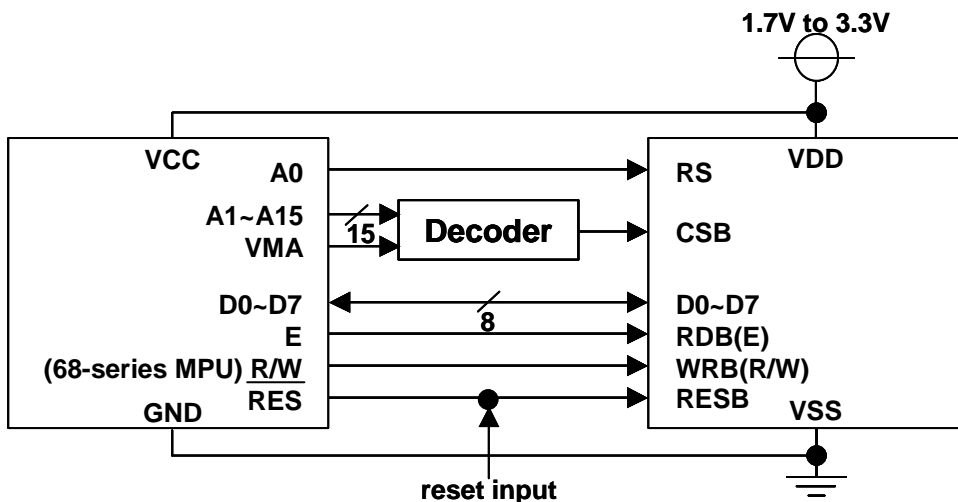 1.7V to 3.3V
VCC
VDD
A0
RS
A1~A15
15
Decoder
CSB
VMA
D0~D7
8
D0~D7
E
RDB(E)
(68-series MPU) R/W
WRB(R/W)
RES
RESB
GND
VSS
reset input